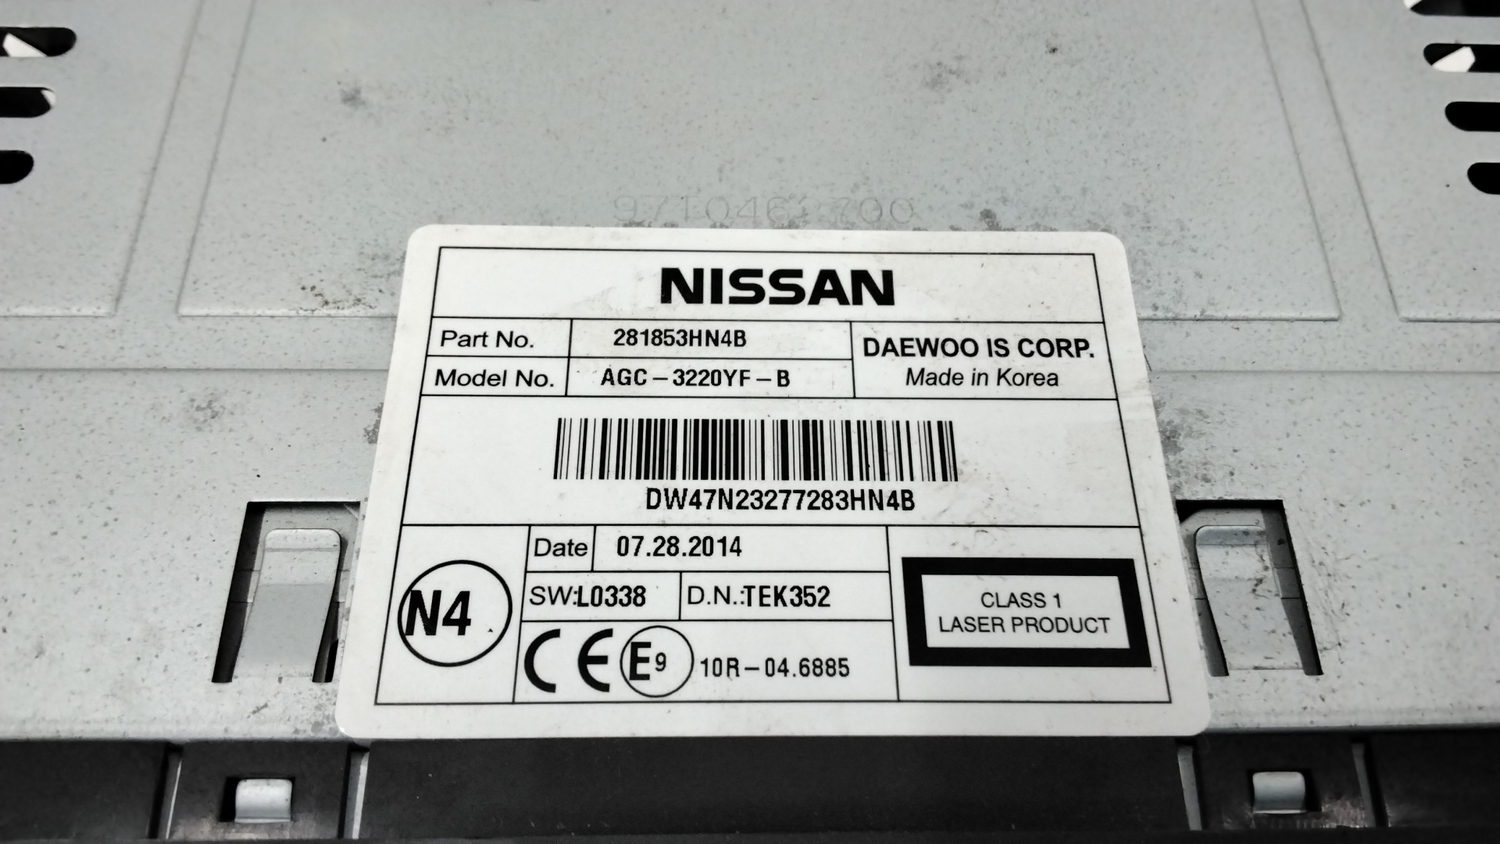 NISSAN
Part No. 281853HN4B
Model No. AGC-3220YF-B
DAEWOO IS CORP.
Made in Korea
DW47N23277283HN4B
N4
Date 07.28.2014
SW:L0338 D.N.:TEK352
CE E9 10R-04.6885
CLASS 1
LASER PRODUCT